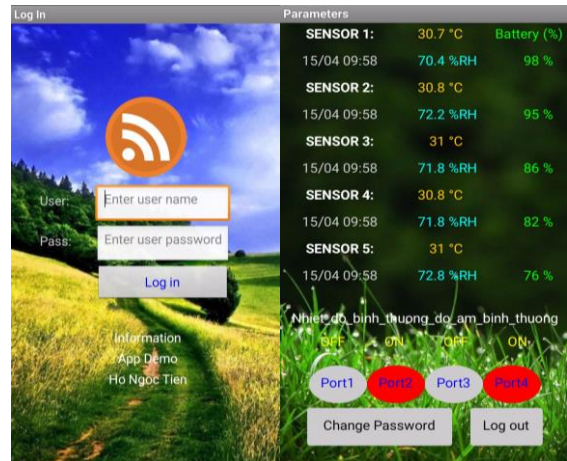 Log In
User:
Enter user name
Pass:
Enter user password
Log in
Information
App Demo
Ho Ngoc Tien
Parameters
SENSOR 1: 30.7 °C Battery (%)
15/04 09:58 70.4 %RH 98 %
SENSOR 2: 30.8 °C
15/04 09:58 72.2 %RH 95 %
SENSOR 3: 31 °C
15/04 09:58 71.8 %RH 86 %
SENSOR 4: 30.8 °C
15/04 09:58 71.8 %RH 82 %
SENSOR 5: 31 °C
15/04 09:58 72.8 %RH 76 %
Nhiet_do_binh_thuong_do_am_binh_thuong
OFF ON OFF ON
Port1 Port2 Port3 Port4
Change Password Log out